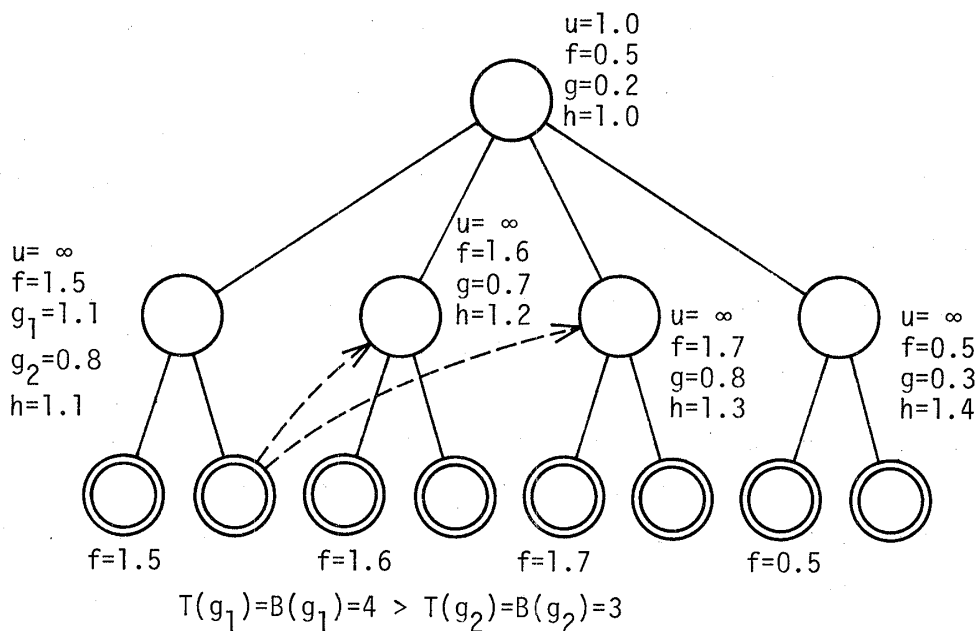 u=1.0
f=0.5
g=0.2
h=1.0
u= ∞
f=1.5
g₁=1.1
g₂=0.8
h=1.1
u= ∞
f=1.6
g=0.7
h=1.2
u= ∞
f=1.7
g=0.8
h=1.3
u= ∞
f=0.5
g=0.3
h=1.4
f=1.5
f=1.6
f=1.7
f=0.5
T(g₁)=B(g₁)=4 > T(g₂)=B(g₂)=3